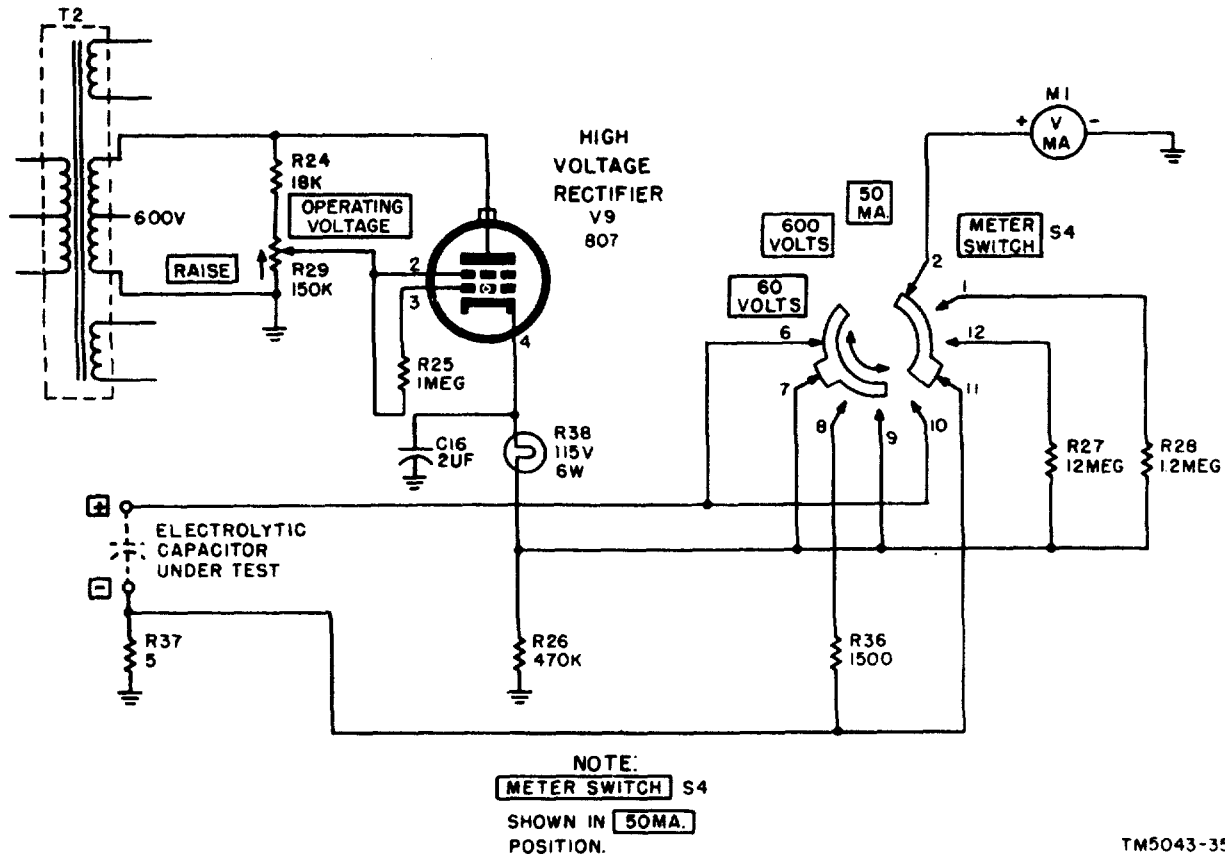 T2
600V
R24
18K
OPERATING
VOLTAGE
RAISE
R29
150K
2
3
4
R25
1MEG
HIGH
VOLTAGE
RECTIFIER
V9
807
C16
2UF
R38
115V
6W
M1
+
V
MA
-
50
MA.
600
VOLTS
60
VOLTS
METER
SWITCH
S4
2
1
12
11
10
9
8
7
6
R27
12MEG
R28
1.2MEG
+
ELECTROLYTIC
CAPACITOR
UNDER TEST
-
R37
5
R26
470K
R36
1500
NOTE:
METER SWITCH S4
SHOWN IN 50MA.
POSITION.
TM5043-35